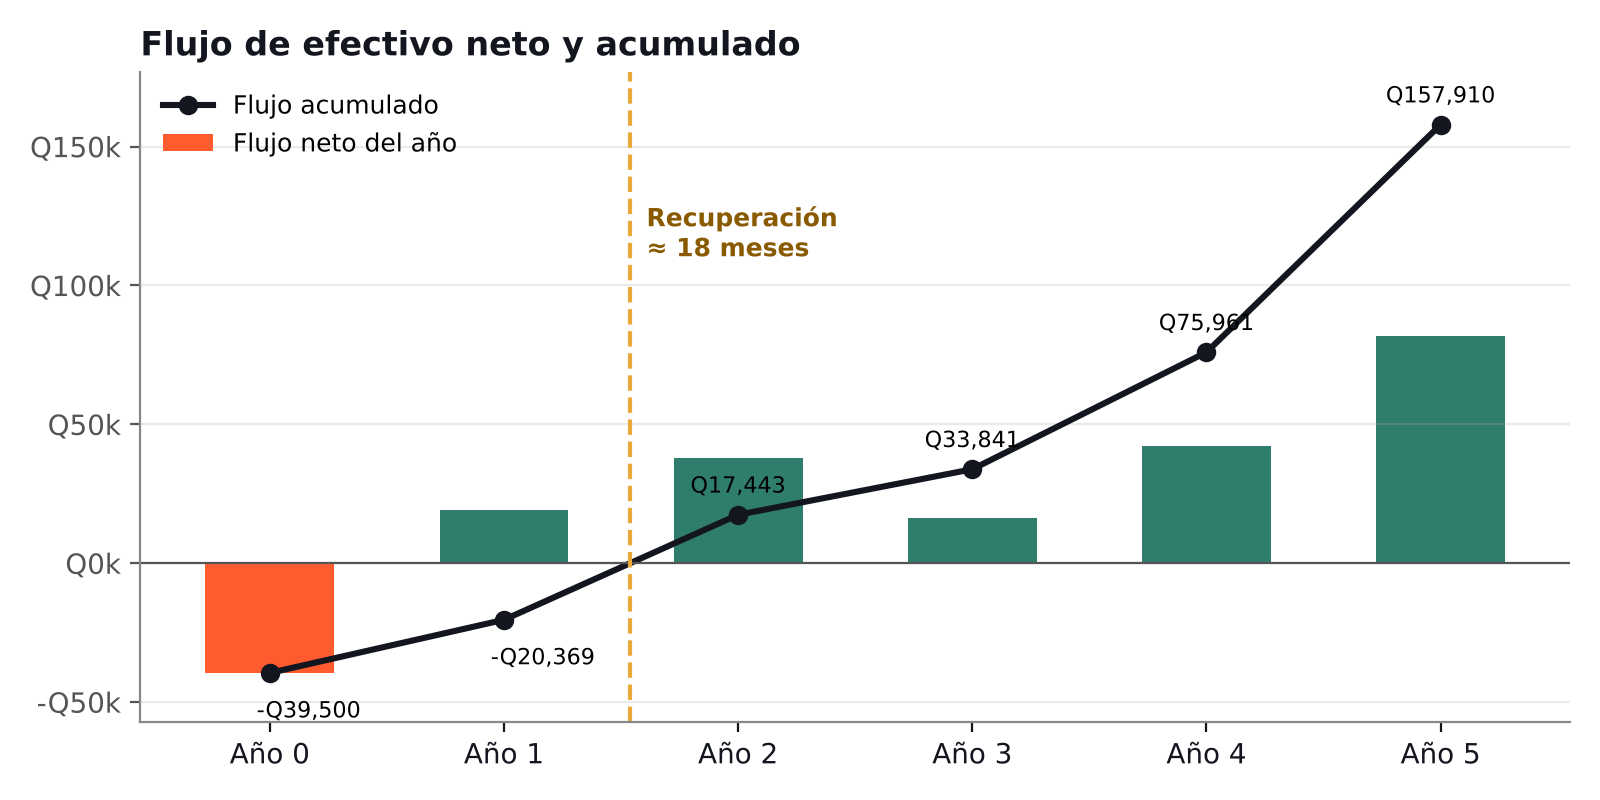 Flujo de efectivo neto y acumulado
Flujo acumulado
Flujo neto del año
Q157,910
Q150k
Recuperación
≈ 18 meses
Q100k
Q75,961
Q50k
Q33,841
Q17,443
Q0k
-Q20,369
-Q50k
-Q39,500
Año 0
Año 1
Año 2
Año 3
Año 4
Año 5